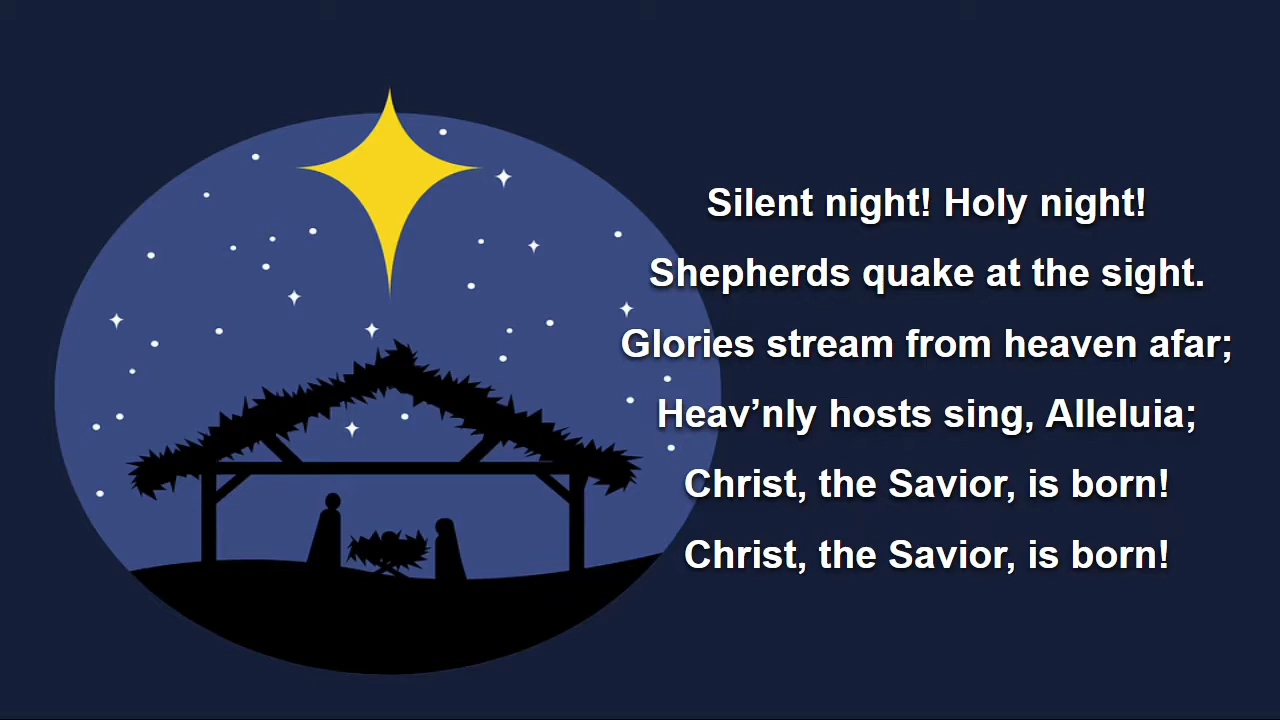 Silent night! Holy night!
Shepherds quake at the sight.
Glories stream from heaven afar;
Heav’nly hosts sing, Alleluia;
Christ, the Savior, is born!
Christ, the Savior, is born!